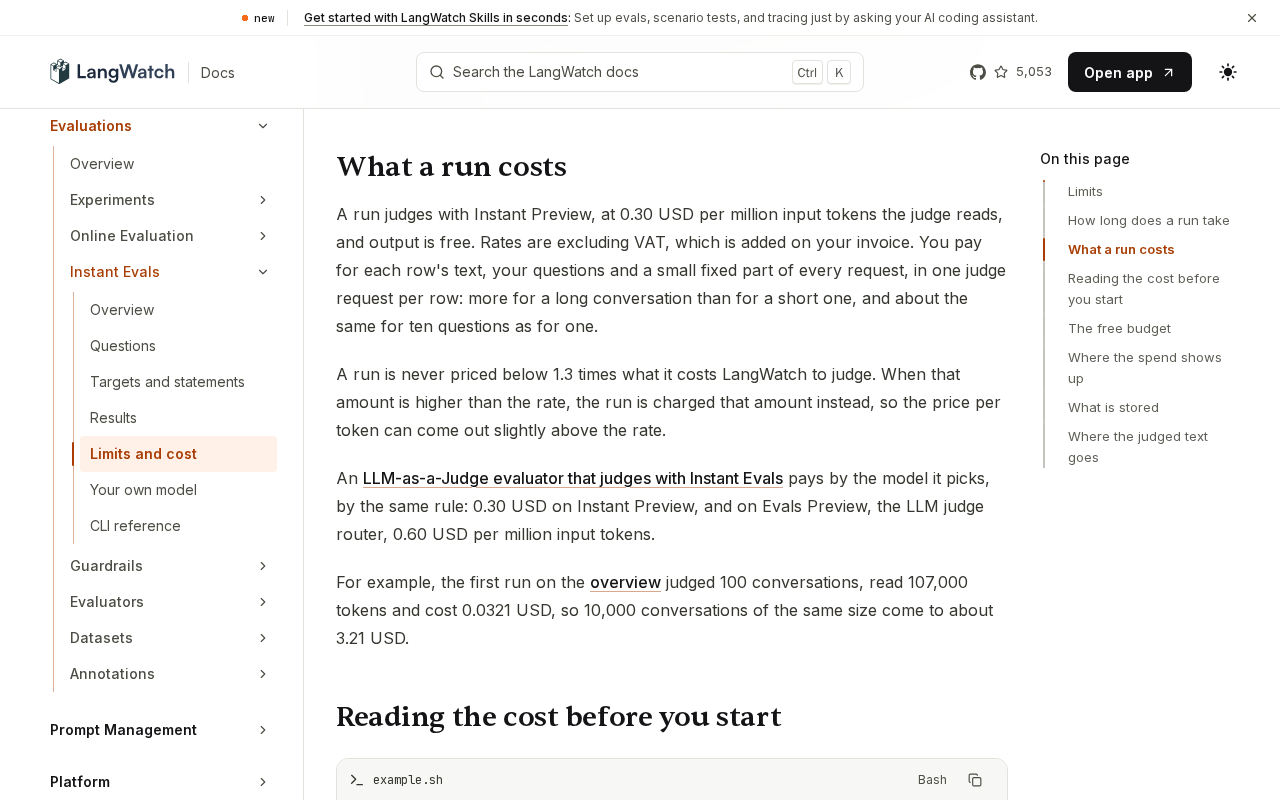 new
Get started with LangWatch Skills in seconds: Set up evals, scenario tests, and tracing just by asking your AI coding assistant.
LangWatch
Docs
Search the LangWatch docs
Ctrl
K
5,053
Open app
Evaluations
Overview
Experiments
Online Evaluation
Instant Evals
Overview
Questions
Targets and statements
Results
Limits and cost
Your own model
CLI reference
Guardrails
Evaluators
Datasets
Annotations
Prompt Management
Platform
What a run costs
A run judges with Instant Preview, at 0.30 USD per million input tokens the judge reads,
and output is free. Rates are excluding VAT, which is added on your invoice. You pay
for each row's text, your questions and a small fixed part of every request, in one judge
request per row: more for a long conversation than for a short one, and about the
same for ten questions as for one.
A run is never priced below 1.3 times what it costs LangWatch to judge. When that
amount is higher than the rate, the run is charged that amount instead, so the price per
token can come out slightly above the rate.
An LLM-as-a-Judge evaluator that judges with Instant Evals pays by the model it picks,
by the same rule: 0.30 USD on Instant Preview, and on Evals Preview, the LLM judge
router, 0.60 USD per million input tokens.
For example, the first run on the overview judged 100 conversations, read 107,000
tokens and cost 0.0321 USD, so 10,000 conversations of the same size come to about
3.21 USD.
Reading the cost before you start
example.sh
Bash
On this page
Limits
How long does a run take
What a run costs
Reading the cost before
you start
The free budget
Where the spend shows
up
What is stored
Where the judged text
goes